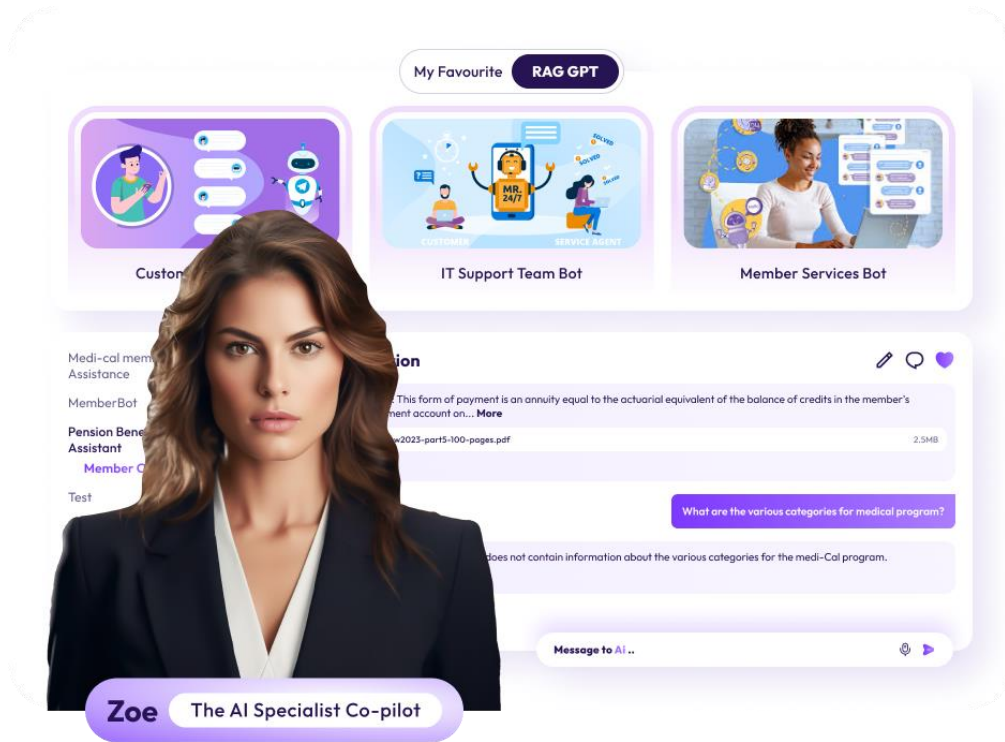 My Favourite
RAG GPT
MR.
24/7
SOLVED
SOLVED
SOLVED
CUSTOMER
SERVICE AGENT
IT Support Team Bot
Member Services Bot
Medi-cal mem
Assistance
MemberBot
Pension Bene
Assistant
Member
Test
This form of payment is an annuity equal to the actuarial equivalent of the balance of credits in the member's
ment account on... More
w2023-part5-100-pages.pdf
2.5MB
What are the various categories for medical program?
does not contain information about the various categories for the medi-Cal program.
Message to Ai ..
Zoe
The AI Specialist Co-pilot